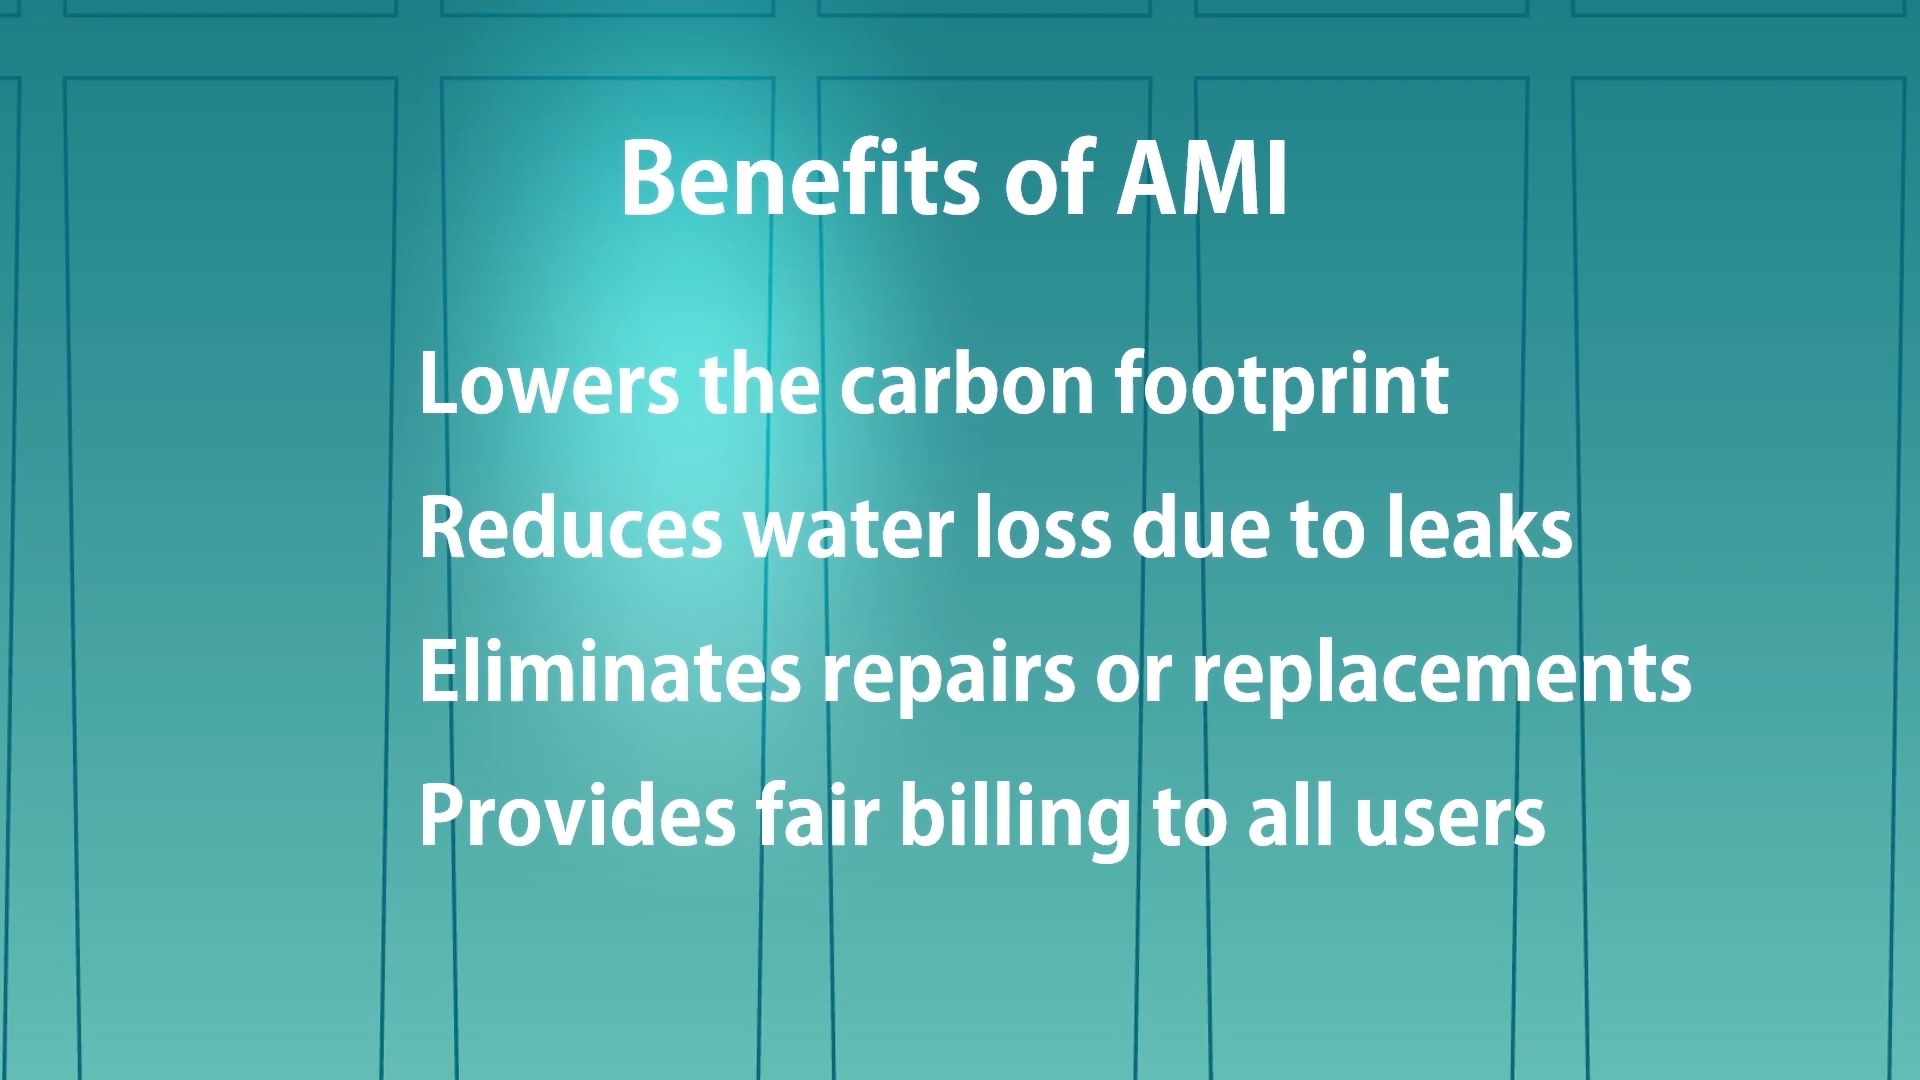 Benefits of AMI
Lowers the carbon footprint
Reduces water loss due to leaks
Eliminates repairs or replacements
Provides fair billing to all users